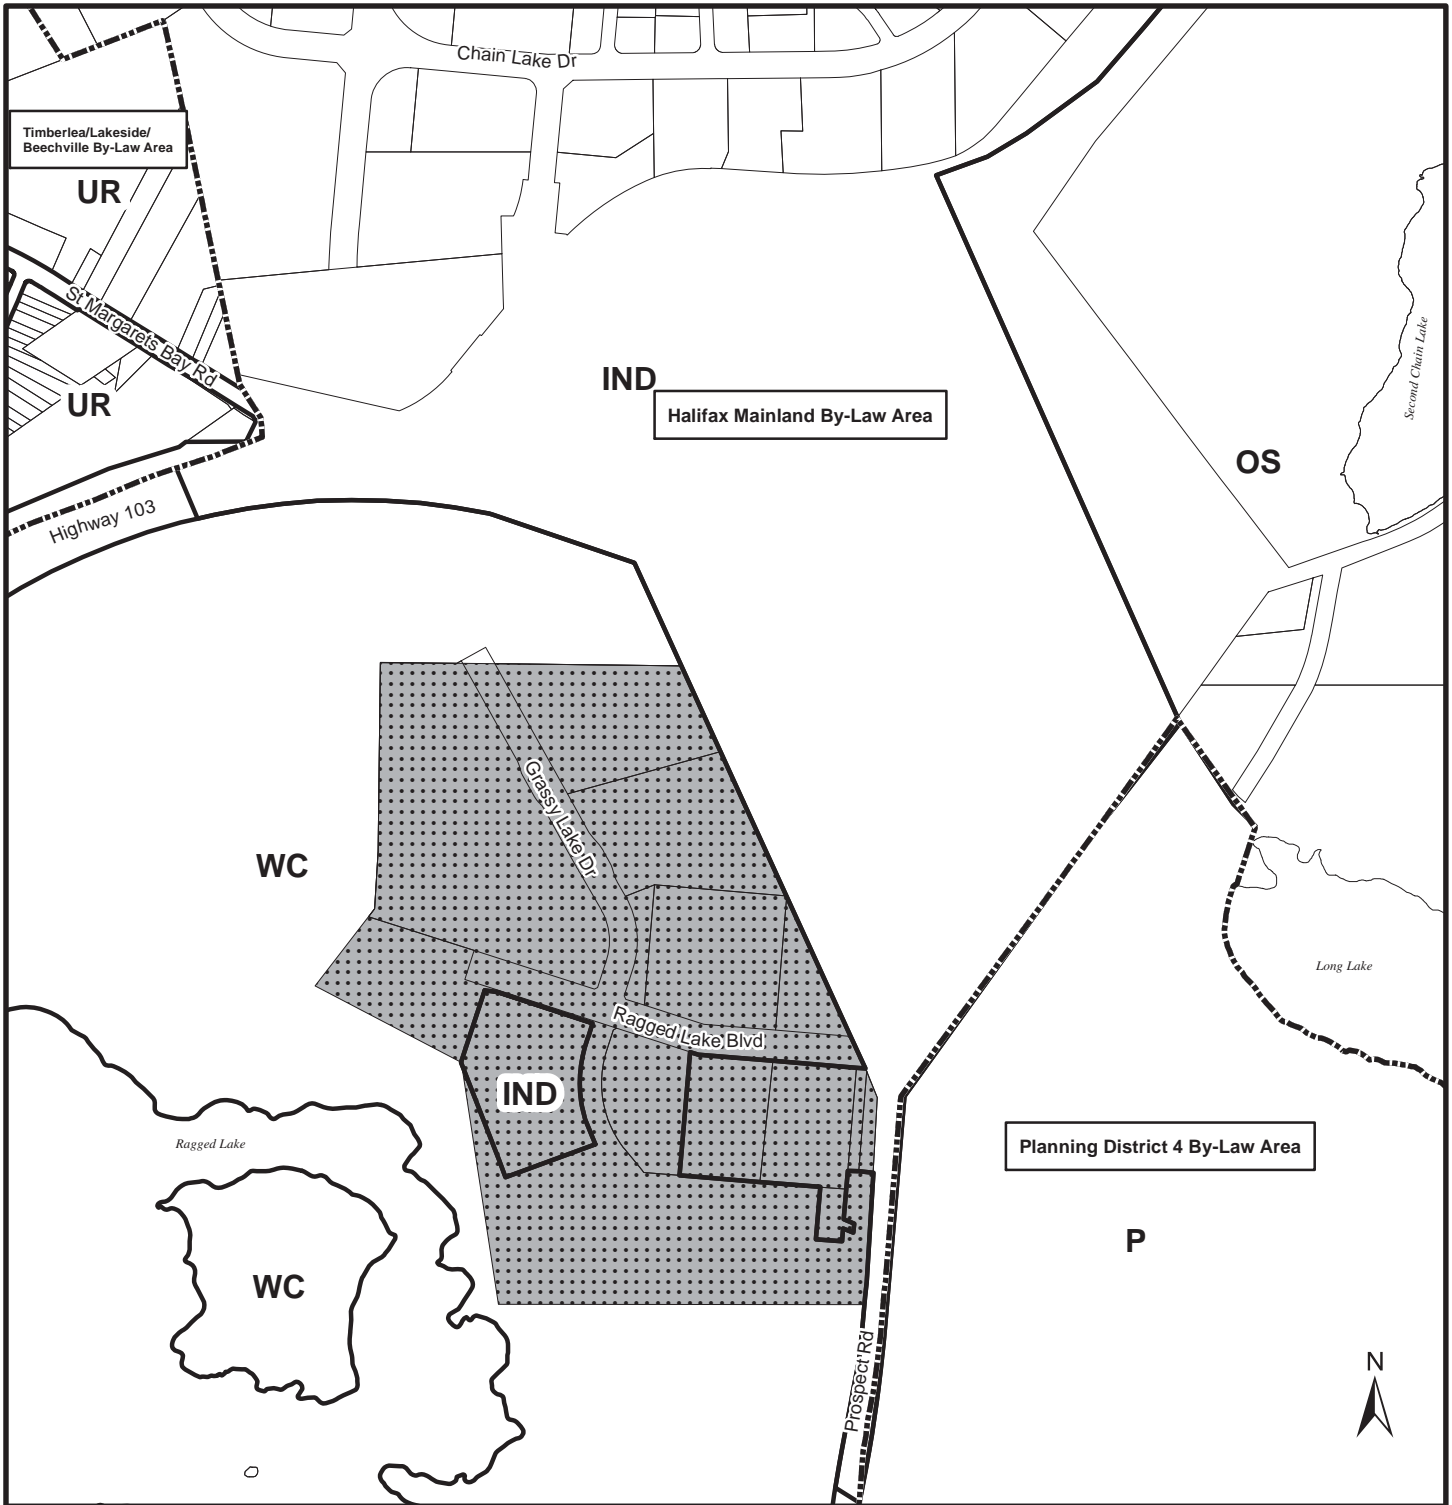 Chain Lake Dr
Timberlea/Lakeside/
Beechville By-Law Area
UR
St Margarets Bay Rd
UR
IND
Halifax Mainland By-Law Area
Second Chain Lake
OS
Highway 103
Grassy Lake Dr
WC
Long Lake
Ragged Lake Blvd
IND
Ragged Lake
Planning District 4 By-Law Area
P
WC
Prospect Rd
N